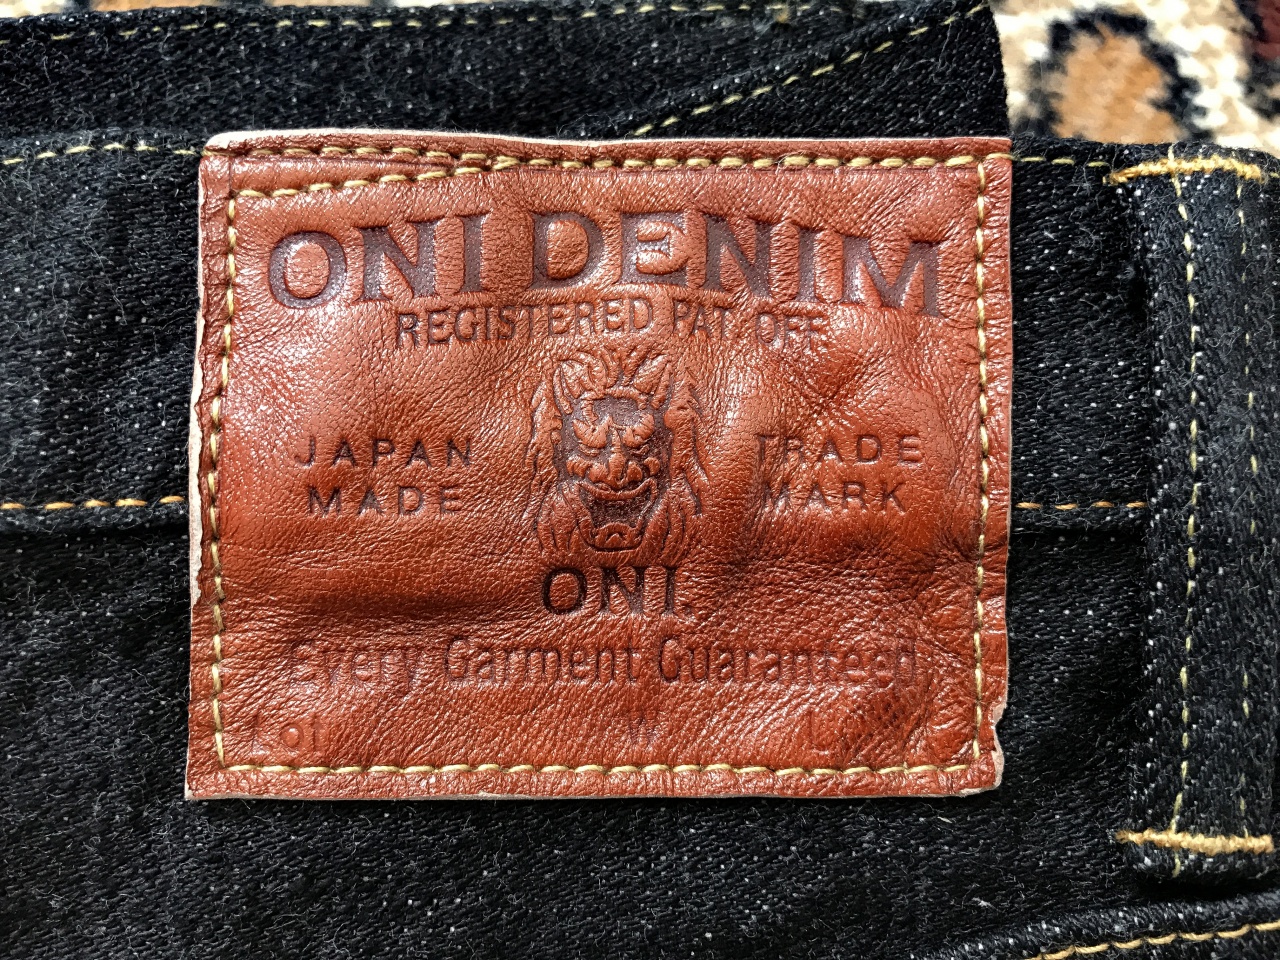 ONI DENIM
REGISTERED PAT. OFF
JAPAN
MADE
TRADE
MARK
ONI.
Every Garment Guaranteed.
Lot W L